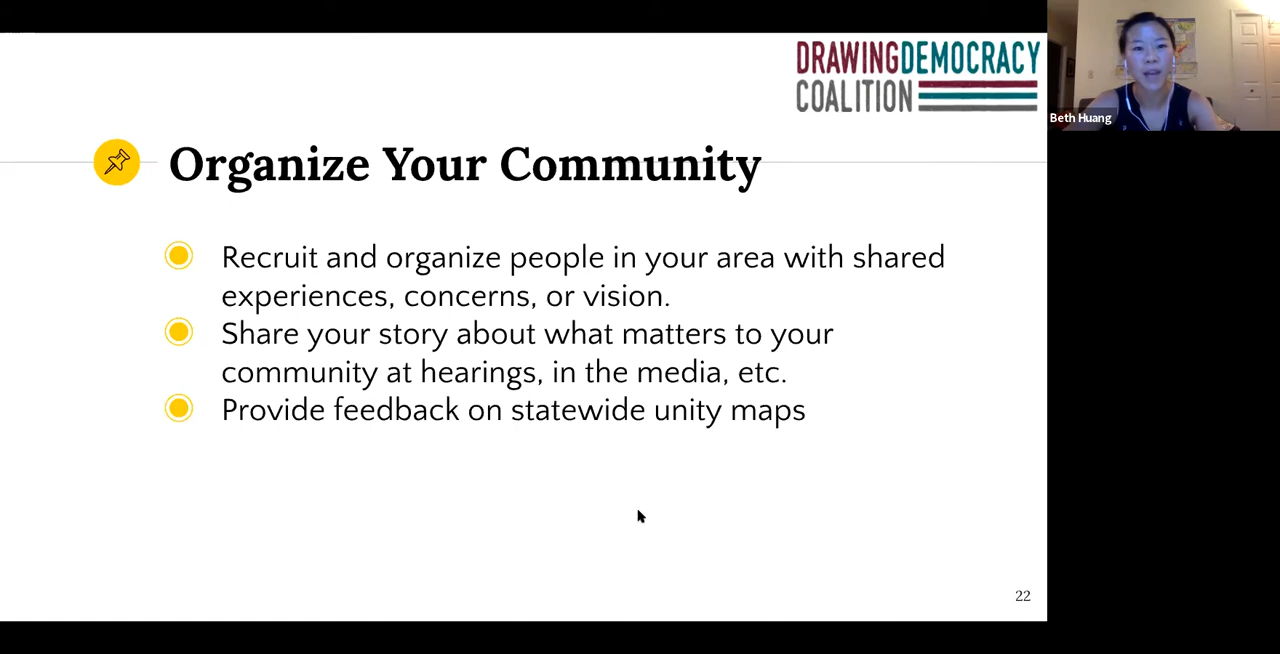 DRAWINGDEMOCRACY
COALITION
Beth Huang
Organize Your Community
Recruit and organize people in your area with shared
experiences, concerns, or vision.
Share your story about what matters to your
community at hearings, in the media, etc.
Provide feedback on statewide unity maps
22